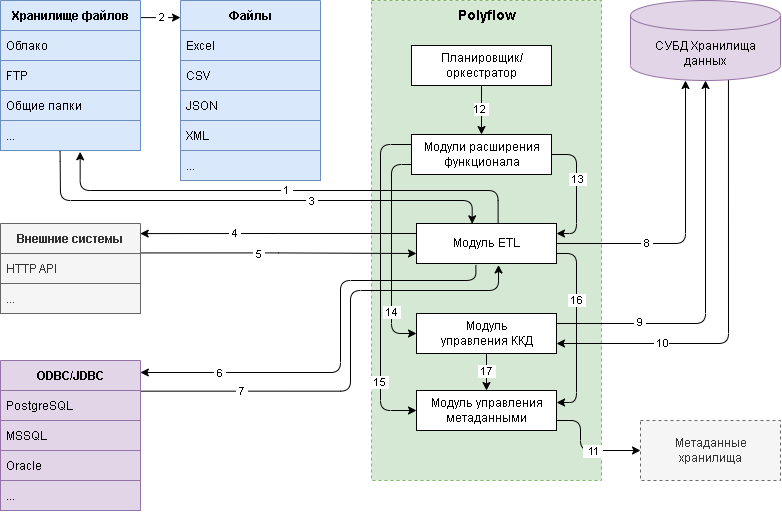 Хранилище файлов
Облако
FTP
Общие папки
...
2
Файлы
Excel
CSV
JSON
XML
...
Polyflow
Планировщик/
оркестратор
12
Модули расширения
функционала
13
СУБД Хранилища
данных
1
3
Внешние системы
HTTP API
...
4
5
Модуль ETL
8
6
7
14
16
Модуль
управления ККД
9
10
17
15
Модуль управления
метаданными
11
ODBC/JDBC
PostgreSQL
MSSQL
Oracle
...
Метаданные
хранилища